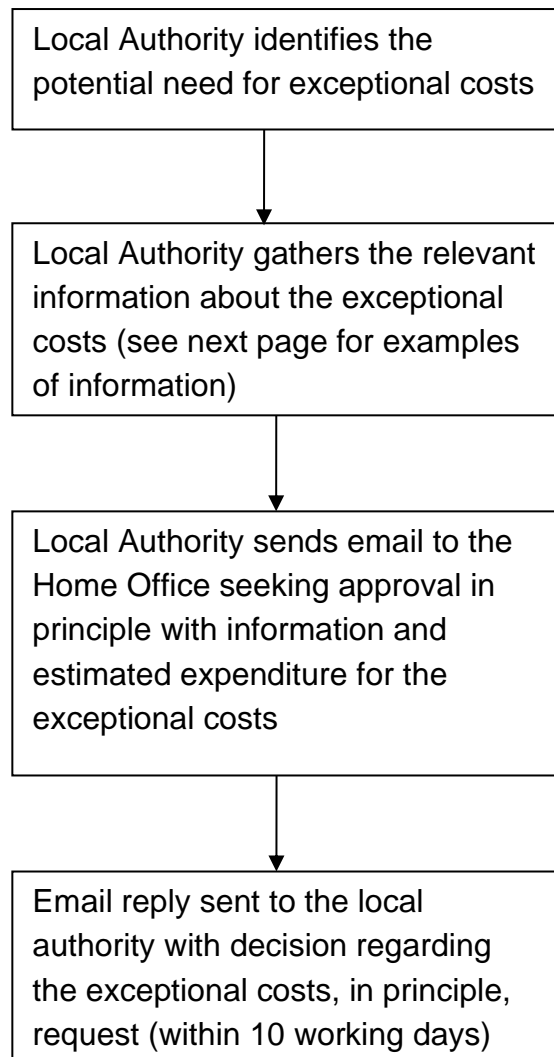 Local Authority identifies the
potential need for exceptional costs
Local Authority gathers the relevant
information about the exceptional
costs (see next page for examples
of information)
Local Authority sends email to the
Home Office seeking approval in
principle with information and
estimated expenditure for the
exceptional costs
Email reply sent to the local
authority with decision regarding
the exceptional costs, in principle,
request (within 10 working days)